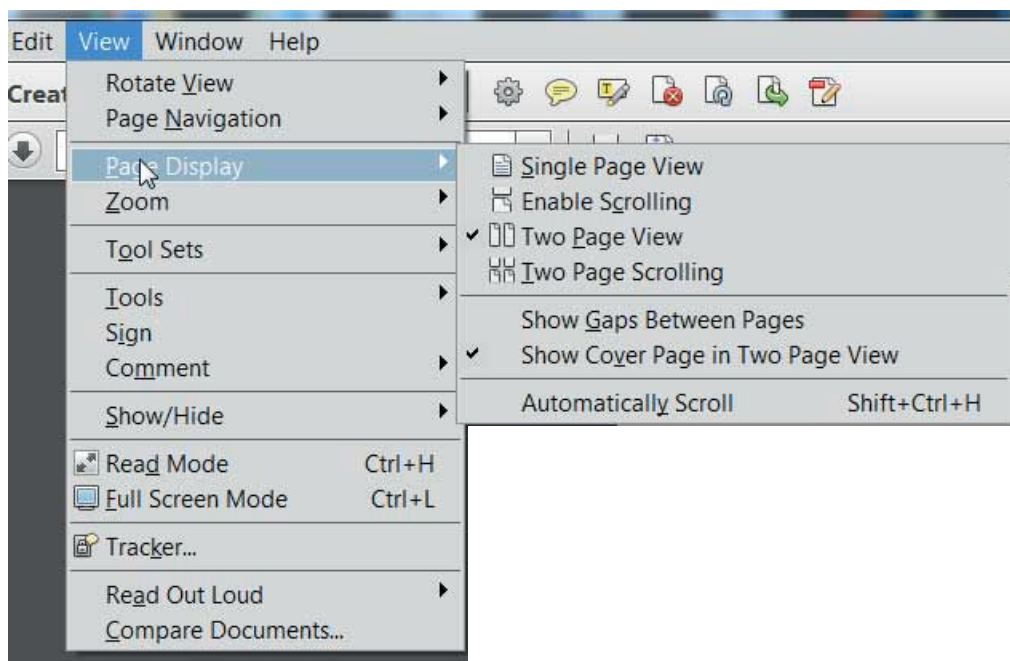 Edit View Window Help
Creat
Rotate View
Page Navigation
Page Display
Zoom
Tool Sets
Tools
Sign
Comment
Show/Hide
Read Mode Ctrl+H
Full Screen Mode Ctrl+L
Tracker...
Read Out Loud
Compare Documents...
Single Page View
Enable Scrolling
Two Page View
Two Page Scrolling
Show Gaps Between Pages
Show Cover Page in Two Page View
Automatically Scroll Shift+Ctrl+H